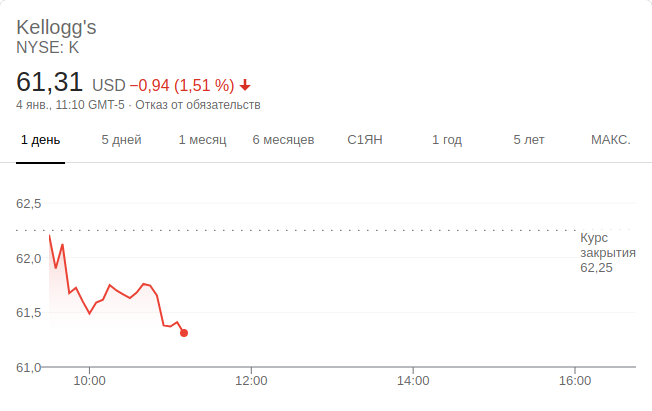 Kellogg's
NYSE: K
61,31 USD −0,94 (1,51 %)
4 янв., 11:10 GMT-5 · Отказ от обязательств
1 день 5 дней 1 месяц 6 месяцев С1ЯН 1 год 5 лет МАКС.
62,5
Курс
закрытия
62,25
62,0
61,5
61,0
10:00 12:00 14:00 16:00